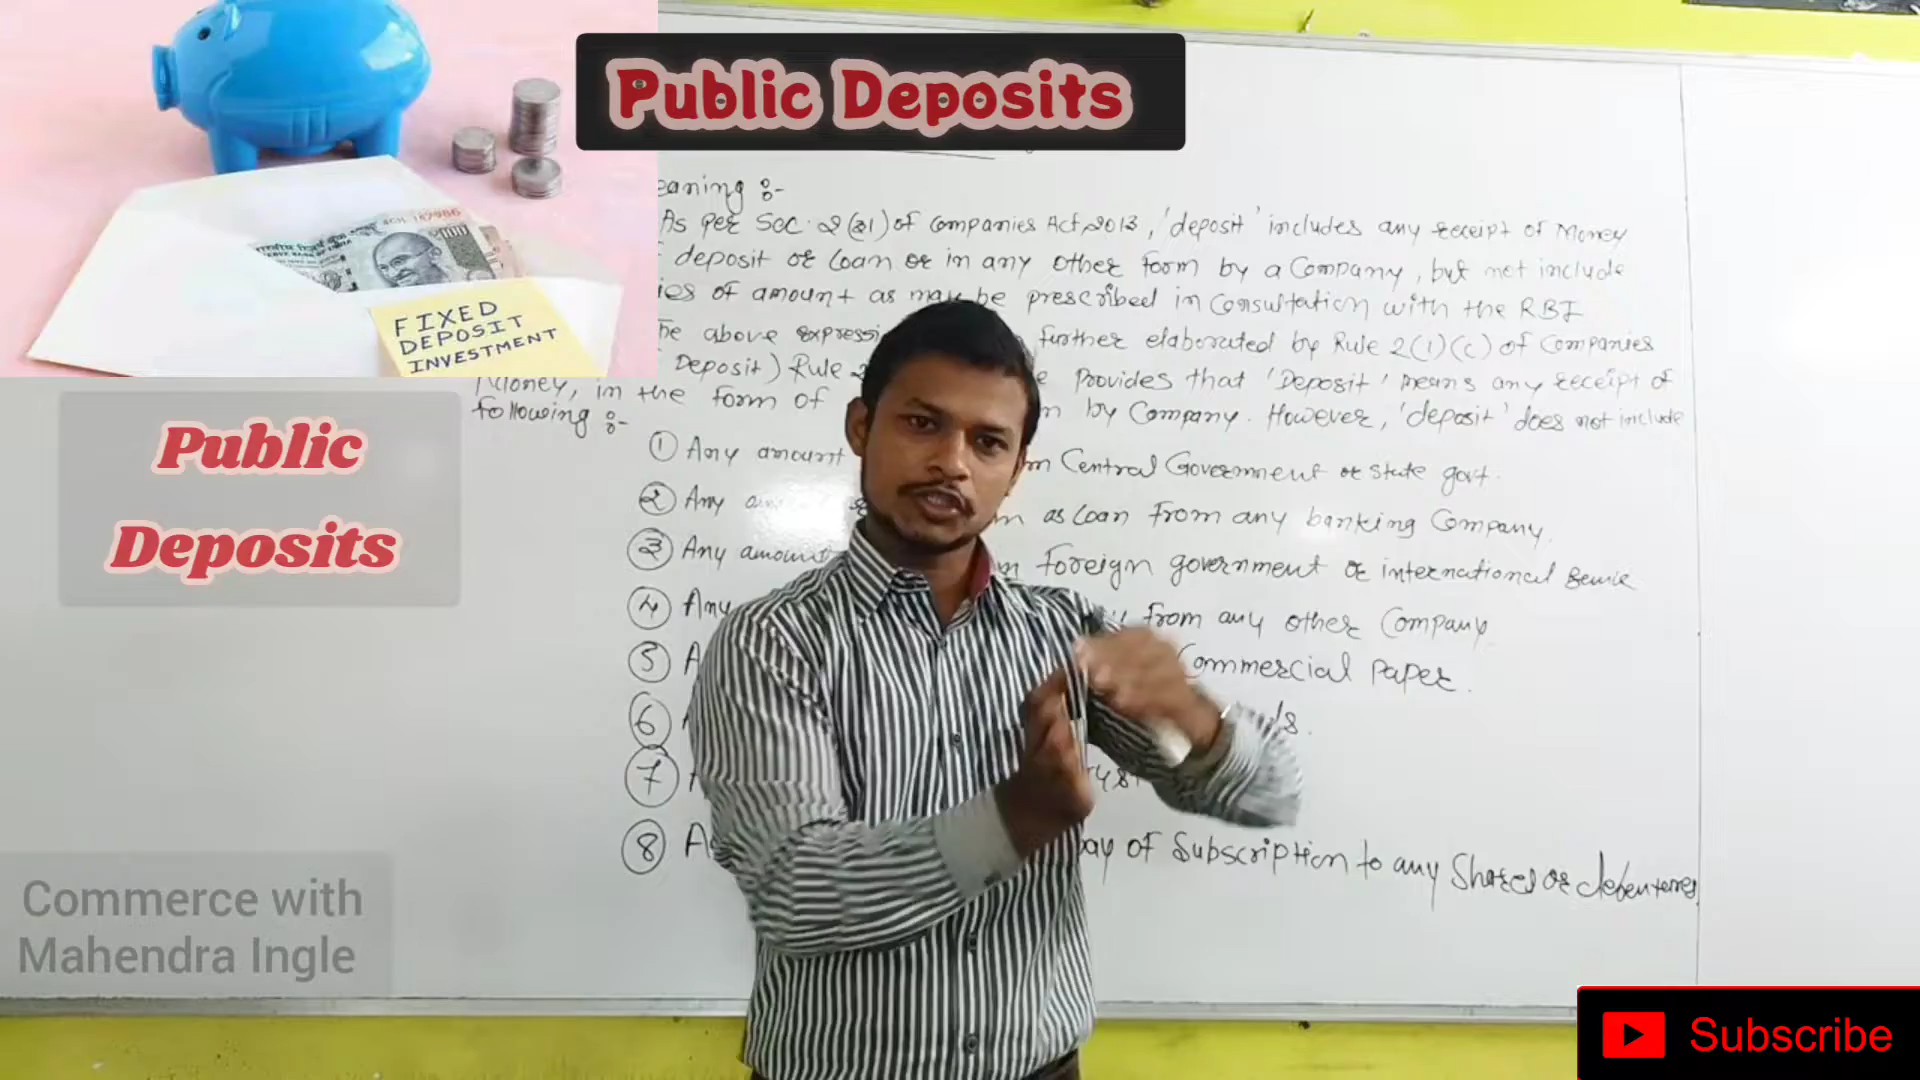 Public Deposits
FIXED
DEPOSIT
INVESTMENT
100
eaning :-
As per Sec. 2(31) of Companies Act, 2013, 'deposit' includes any receipt of Money
deposit or Loan or in any other form by a Company, but not include
ies of amount as may be prescribed in Consultation with the RBI
he above expressi further elaborated by Rule 2(1)(c) of Companies
Deposit) Rule 2 e Provides that 'Deposit' means any receipt of
Money, in the form of n by Company. However, 'deposit' does not include
following :-
① Any amount m Central Government or State govt.
② Any as Loan from any banking Company.
③ Any amount m foreign government or international
④ Any from any other Company.
⑤ A Commercial paper.
⑥ ds.
⑦
⑧ A way of Subscription to any Shares or debentures.
Public
Deposits
Commerce with
Mahendra Ingle
Subscribe